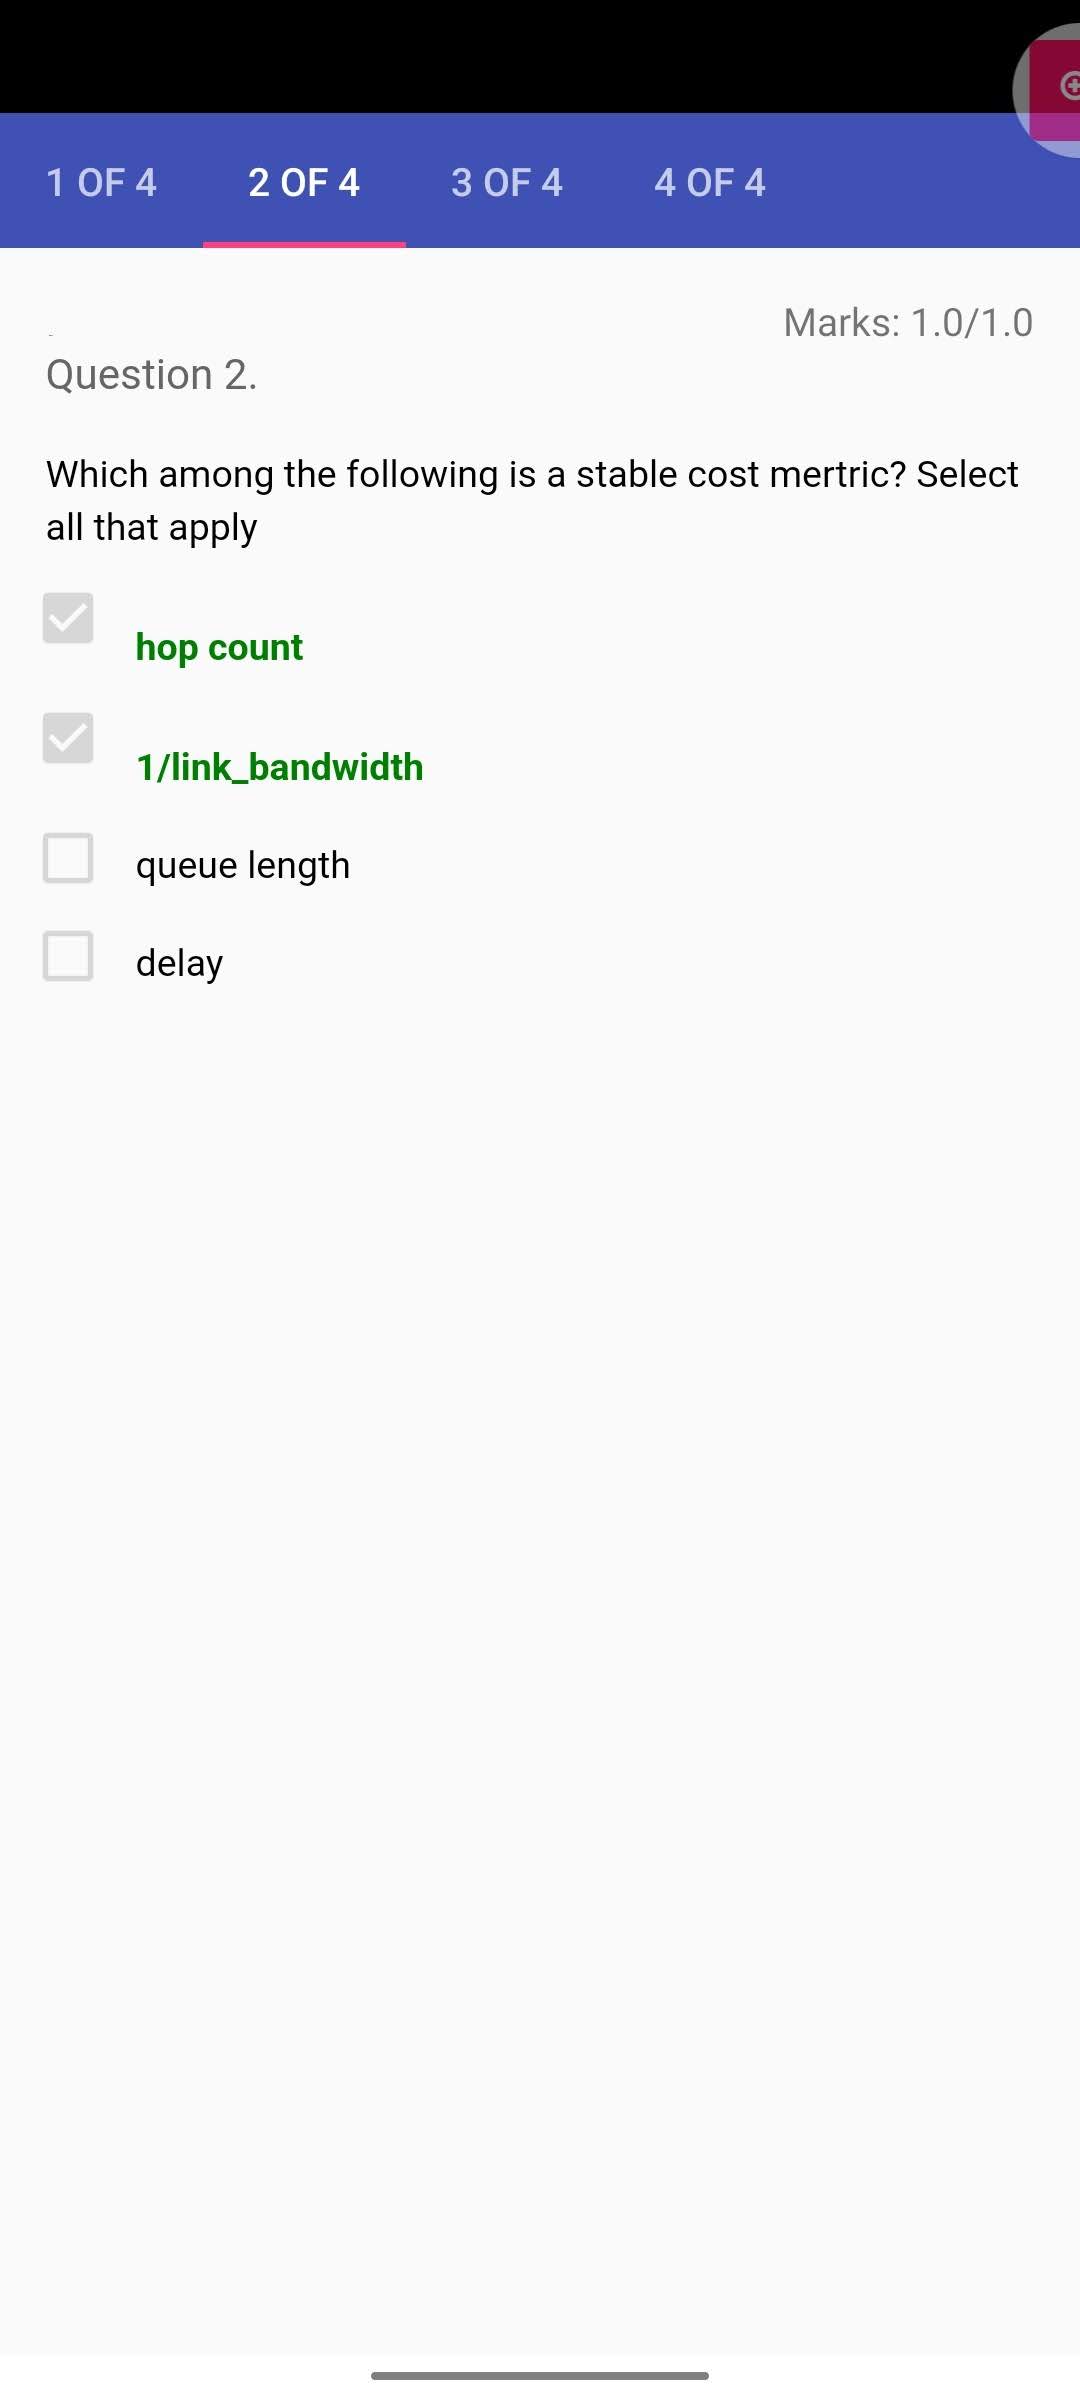 1 OF 4 2 OF 4 3 OF 4 4 OF 4
Marks: 1.0/1.0
Question 2.
Which among the following is a stable cost mertric? Select
all that apply
hop count
1/link_bandwidth
queue length
delay